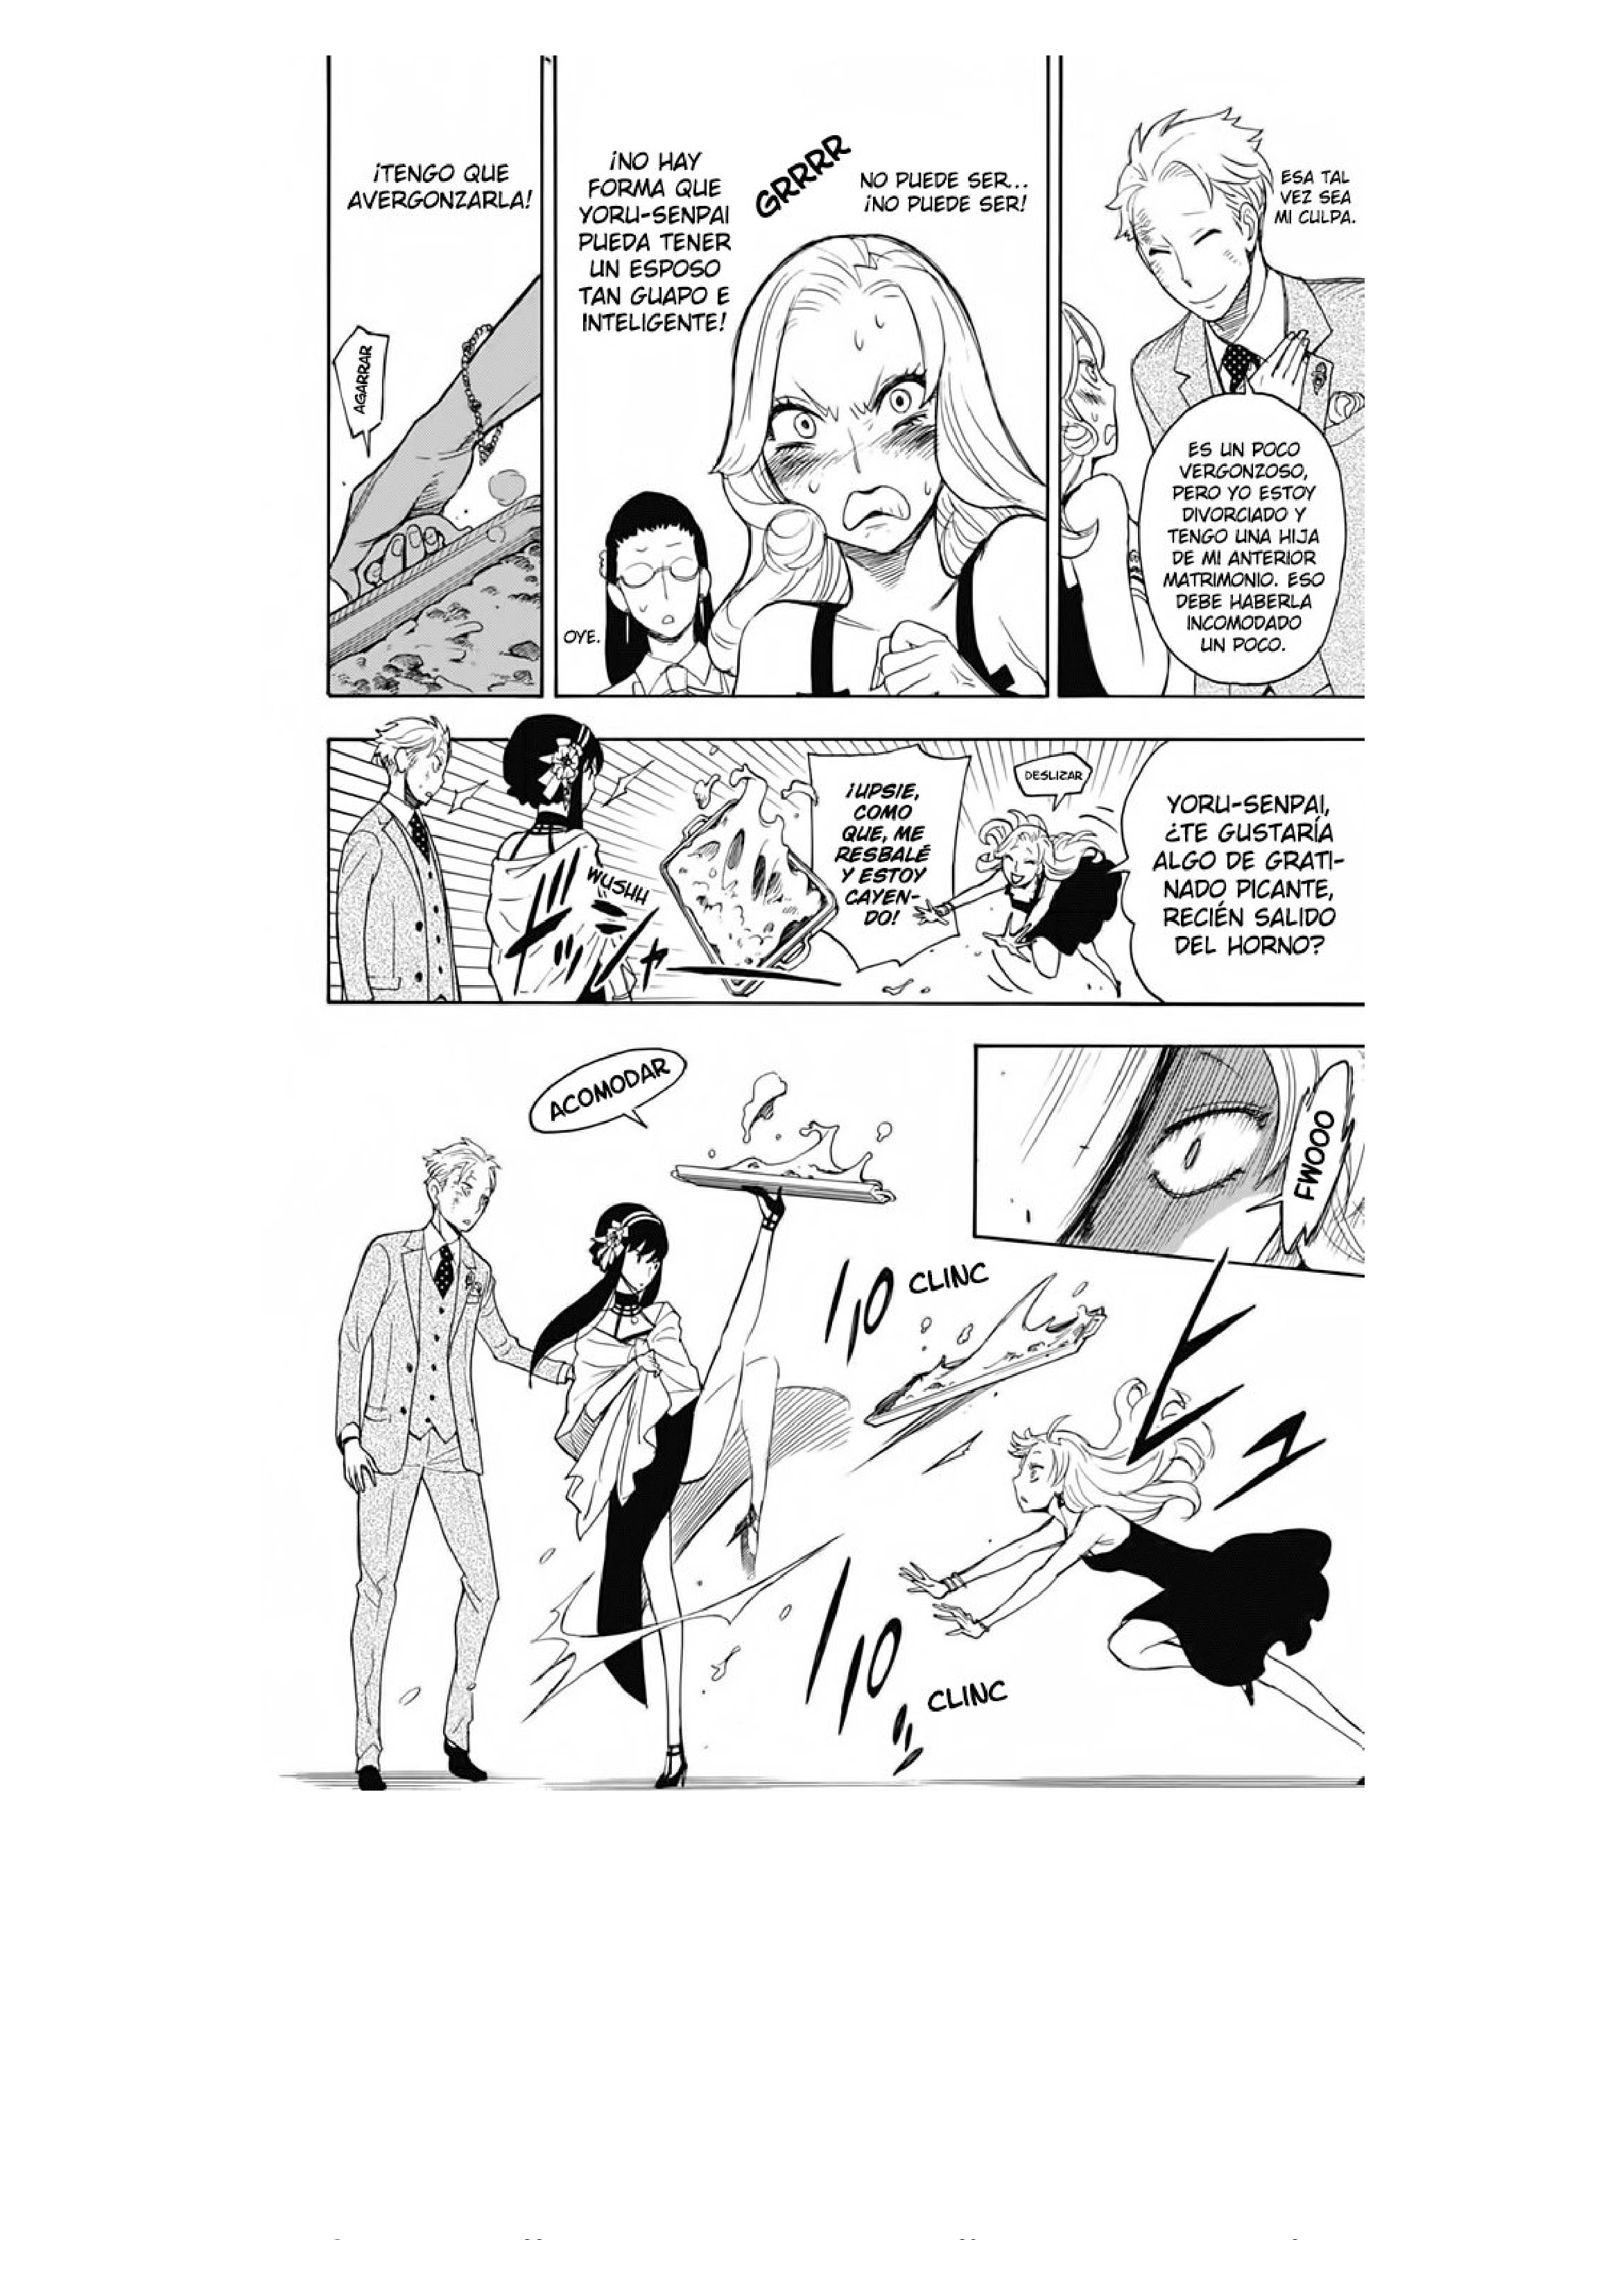 ESA TAL
VEZ SEA
MI CULPA.
ES UN POCO
VERGONZOSO,
PERO YO ESTOY
DIVORCIADO Y
TENGO UNA HIJA
DE MI ANTERIOR
MATRIMONIO. ESO
DEBE HABERLA
INCOMODADO
UN POCO.
NO PUEDE SER...
¡NO PUEDE SER!
GRRRR
¡NO HAY
FORMA QUE
YORU-SENPAI
PUEDA TENER
UN ESPOSO
TAN GUAPO E
INTELIGENTE!
OYE.
¡TENGO QUE
AVERGONZARLA!
AGARRAR
YORU-SENPAI,
¿TE GUSTARÍA
ALGO DE GRATI-
NADO PICANTE,
RECIÉN SALIDO
DEL HORNO?
DESLIZAR
¡UPSIE,
COMO
QUE, ME
RESBALÉ
Y ESTOY
CAYEN-
DO!
WUSHH
FWOOO
ACOMODAR
CLINC
CLINC